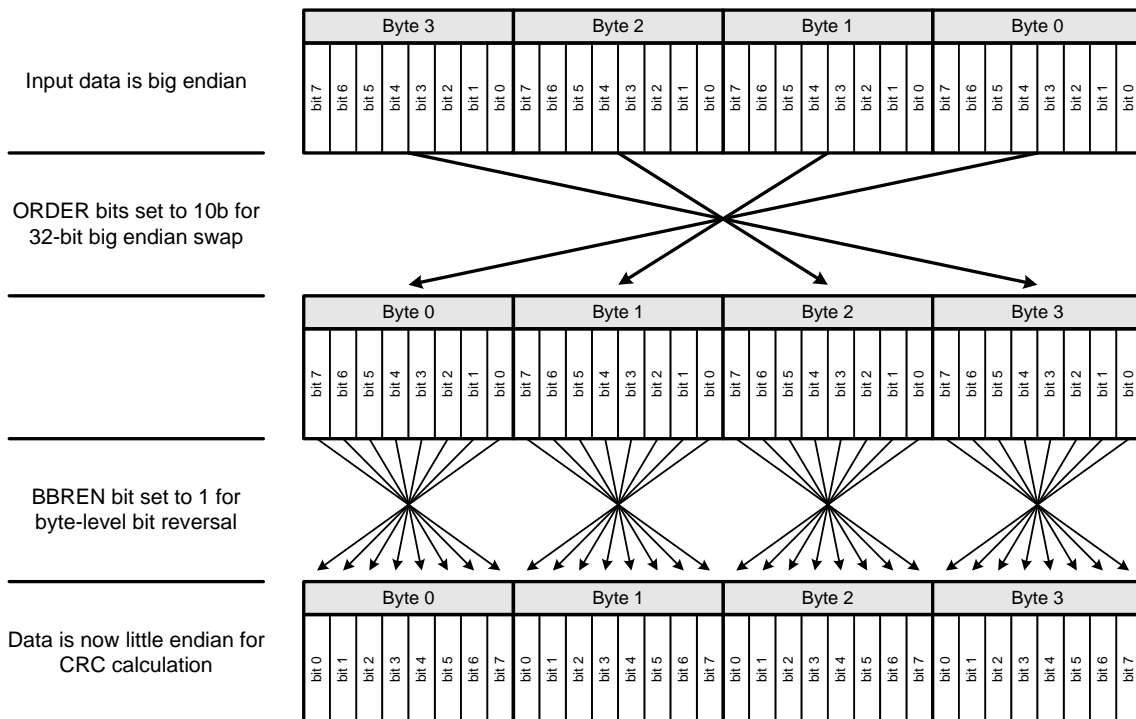 Byte 3 Byte 2 Byte 1 Byte 0
Input data is big endian
bit 7 bit 6 bit 5 bit 4 bit 3 bit 2 bit 1 bit 0 bit 7 bit 6 bit 5 bit 4 bit 3 bit 2 bit 1 bit 0 bit 7 bit 6 bit 5 bit 4 bit 3 bit 2 bit 1 bit 0 bit 7 bit 6 bit 5 bit 4 bit 3 bit 2 bit 1 bit 0
ORDER bits set to 10b for
32-bit big endian swap
Byte 0 Byte 1 Byte 2 Byte 3
bit 7 bit 6 bit 5 bit 4 bit 3 bit 2 bit 1 bit 0 bit 7 bit 6 bit 5 bit 4 bit 3 bit 2 bit 1 bit 0 bit 7 bit 6 bit 5 bit 4 bit 3 bit 2 bit 1 bit 0 bit 7 bit 6 bit 5 bit 4 bit 3 bit 2 bit 1 bit 0
BBREN bit set to 1 for
byte-level bit reversal
Byte 0 Byte 1 Byte 2 Byte 3
Data is now little endian for
CRC calculation
bit 0 bit 1 bit 2 bit 3 bit 4 bit 5 bit 6 bit 7 bit 0 bit 1 bit 2 bit 3 bit 4 bit 5 bit 6 bit 7 bit 0 bit 1 bit 2 bit 3 bit 4 bit 5 bit 6 bit 7 bit 0 bit 1 bit 2 bit 3 bit 4 bit 5 bit 6 bit 7